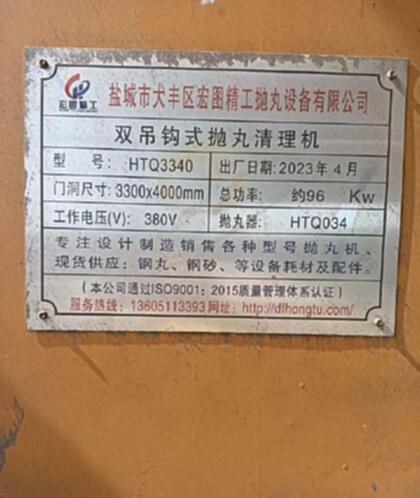 宏图精工
盐城市大丰区宏图精工抛丸设备有限公司
双吊钩式抛丸清理机
型 号: HTQ3340 出厂日期: 2023年4月
门洞尺寸: 3300x4000mm 总功率: 约96 Kw
工作电压(V): 380V 抛丸器: HTQ034
专注设计制造销售各种型号抛丸机、
现货供应: 钢丸、钢砂、等设备耗材及配件。
(本公司通过ISO9001: 2015质量管理体系认证)
服务热线: 13605113393 网址: http://dfhongtu.com/